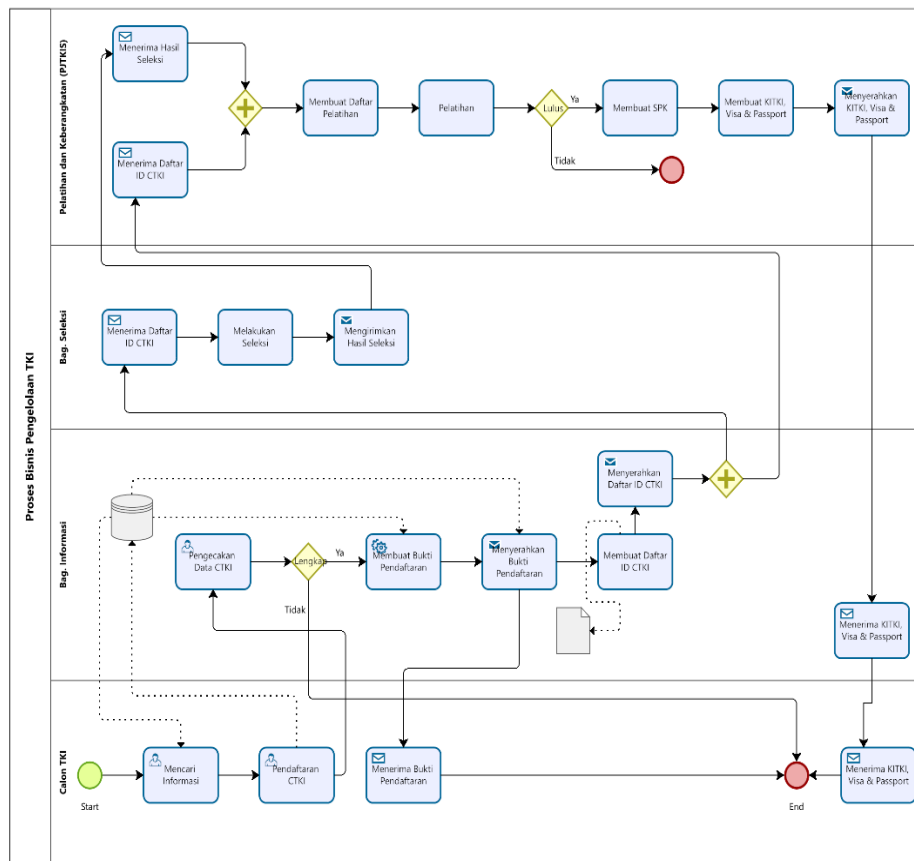 Proses Bisnis Pengelolaan TKI
Pelatihan dan Keberangkatan (PJTKIS)
Menerima Hasil
Seleksi
Menerima Daftar
ID CTKI
Membuat Daftar
Pelatihan
Pelatihan
Lulus
Ya
Tidak
Membuat SPK
Membuat KITKI,
Visa & Passport
Menyerahkan
KITKI, Visa &
Passport
Bag. Seleksi
Menerima Daftar
ID CTKI
Melakukan
Seleksi
Mengirimkan
Hasil Seleksi
Bag. Informasi
Pengecakan
Data CTKI
Lengkap
Ya
Tidak
Membuat Bukti
Pendaftaran
Menyerahkan
Bukti
Pendaftaran
Membuat Daftar
ID CTKI
Menyerahkan
Daftar ID CTKI
Menerima KITKI,
Visa & Passport
Calon TKI
Start
Mencari
Informasi
Pendaftaran
CTKI
Menerima Bukti
Pendaftaran
End
Menerima KITKI,
Visa & Passport